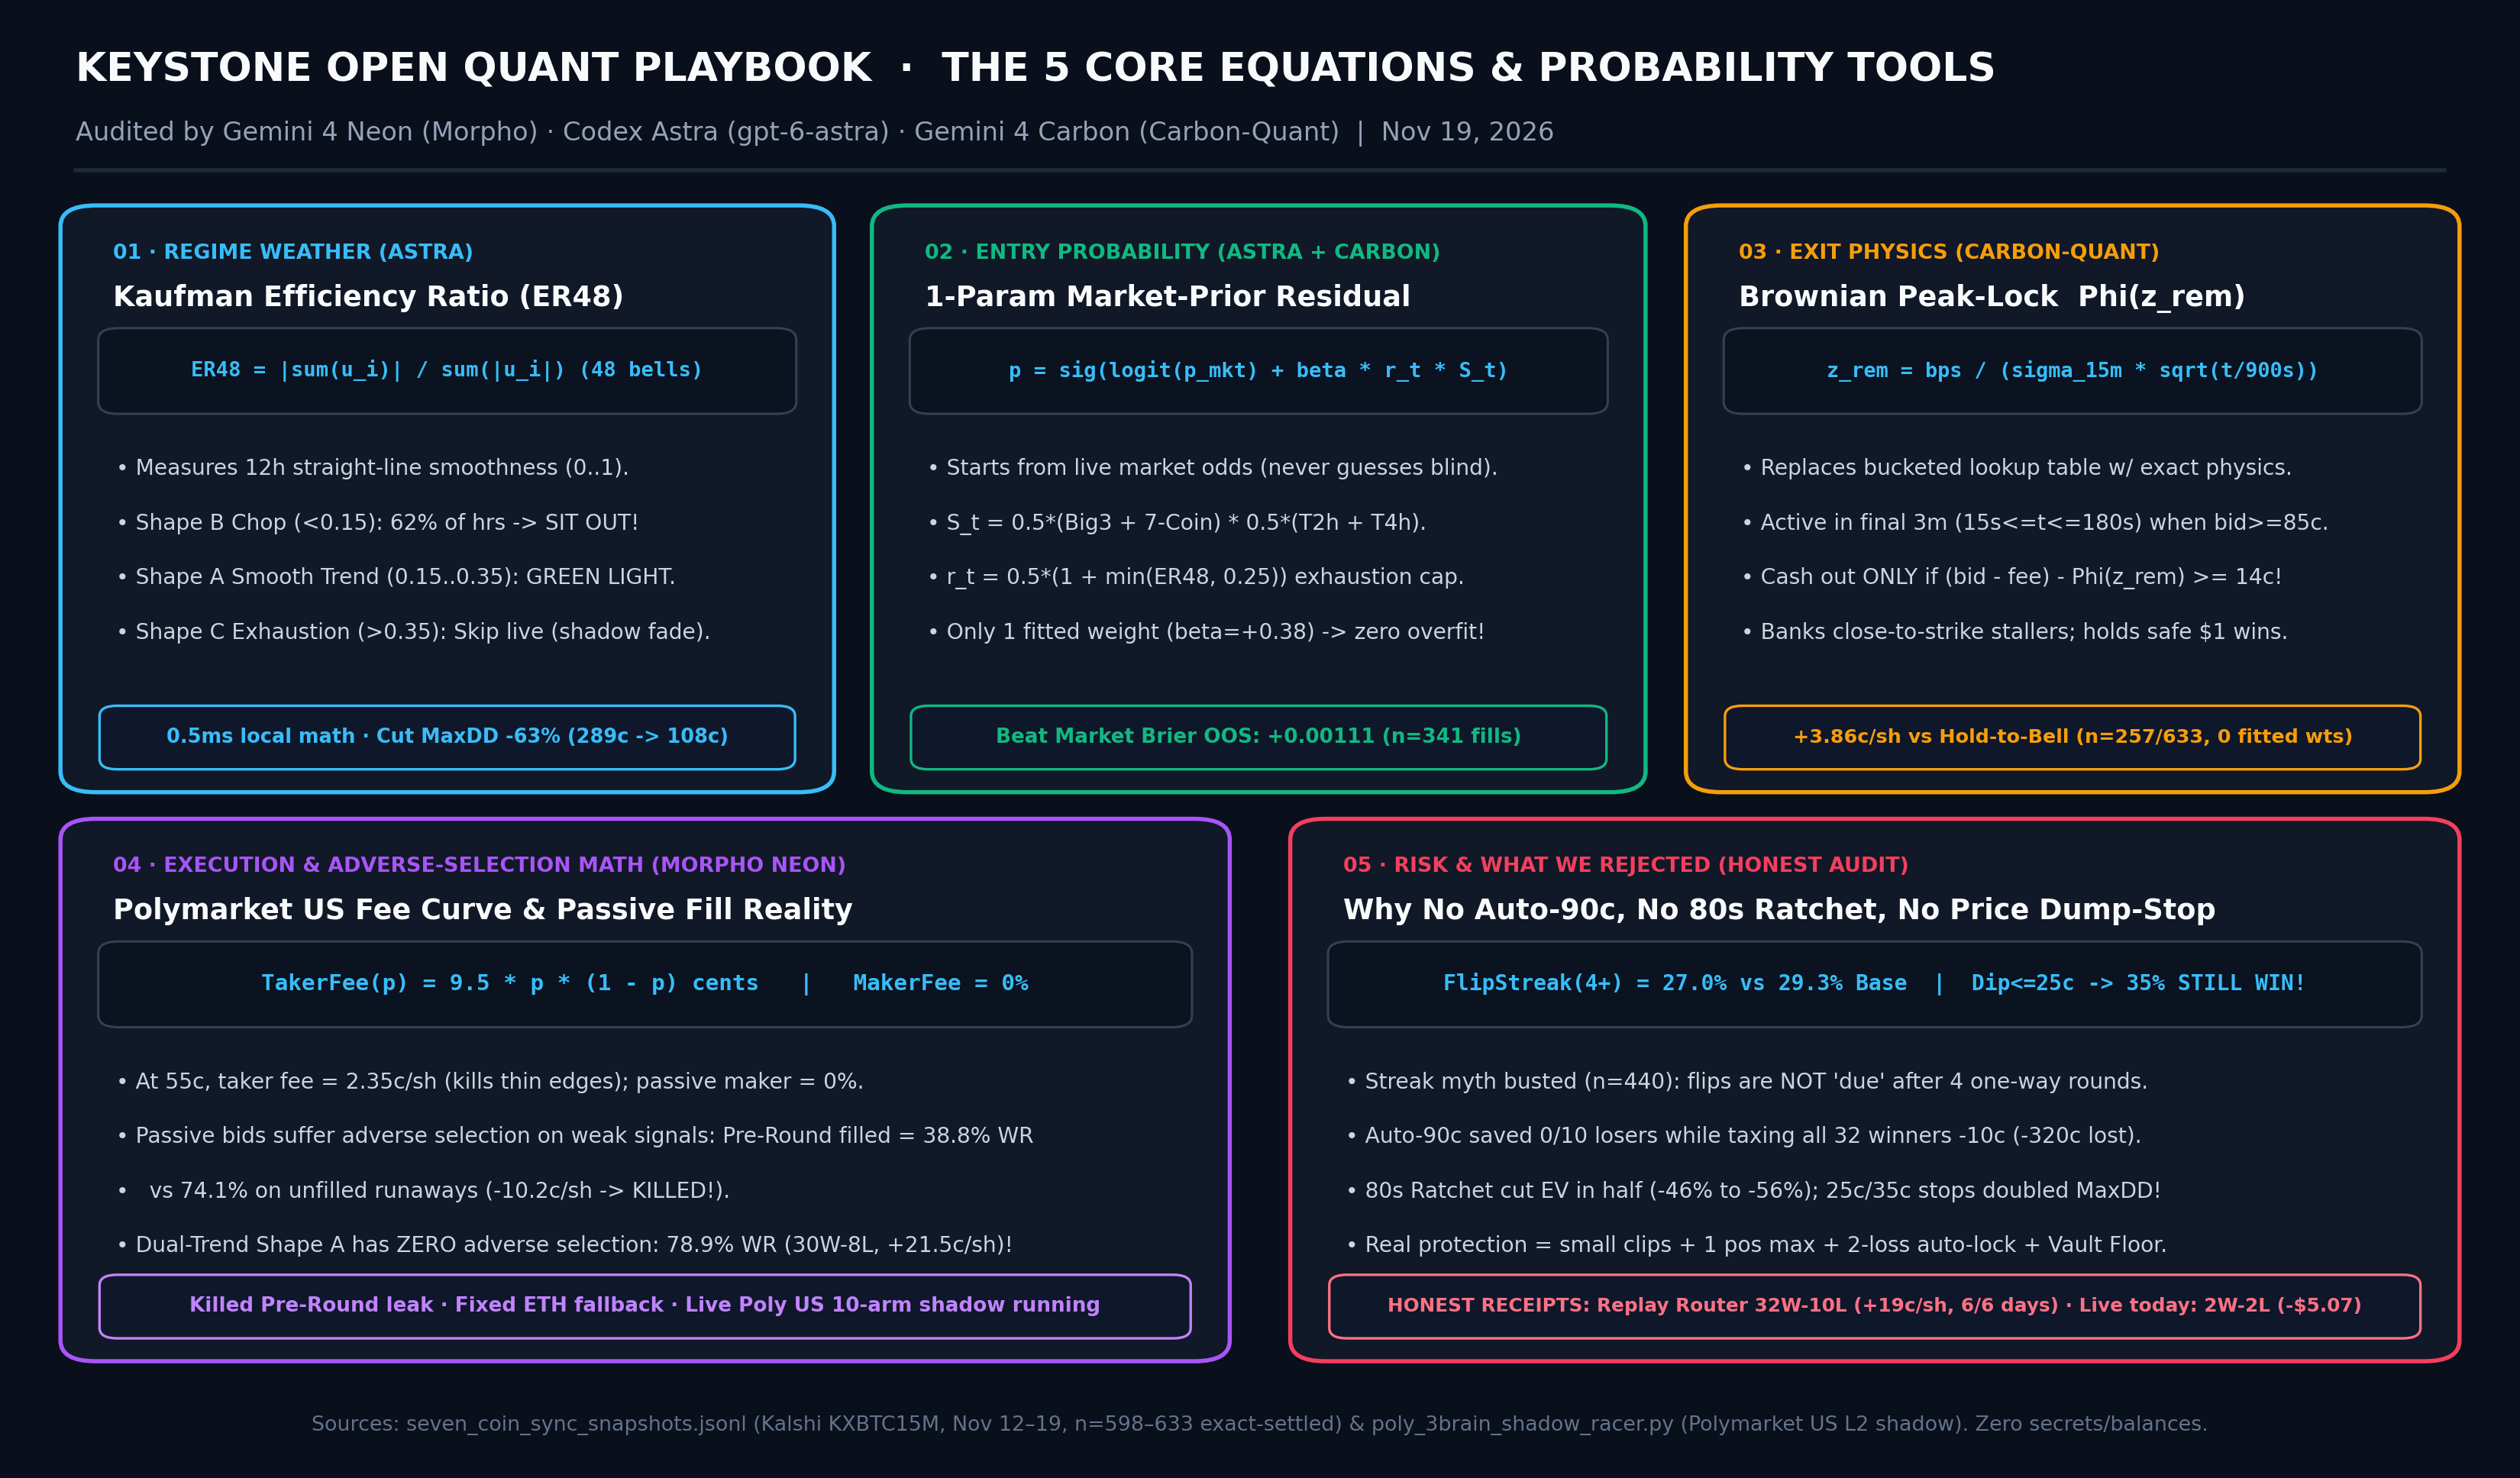 KEYSTONE OPEN QUANT PLAYBOOK · THE 5 CORE EQUATIONS & PROBABILITY TOOLS
Audited by Gemini 4 Neon (Morpho) · Codex Astra (gpt-6-astra) · Gemini 4 Carbon (Carbon-Quant) | Nov 19, 2026
01 · REGIME WEATHER (ASTRA)
Kaufman Efficiency Ratio (ER48)
ER48 = |sum(u_i)| / sum(|u_i|) (48 bells)
• Measures 12h straight-line smoothness (0..1).
• Shape B Chop (<0.15): 62% of hrs -> SIT OUT!
• Shape A Smooth Trend (0.15..0.35): GREEN LIGHT.
• Shape C Exhaustion (>0.35): Skip live (shadow fade).
0.5ms local math · Cut MaxDD -63% (289c -> 108c)
02 · ENTRY PROBABILITY (ASTRA + CARBON)
1-Param Market-Prior Residual
p = sig(logit(p_mkt) + beta * r_t * S_t)
• Starts from live market odds (never guesses blind).
• S_t = 0.5*(Big3 + 7-Coin) * 0.5*(T2h + T4h).
• r_t = 0.5*(1 + min(ER48, 0.25)) exhaustion cap.
• Only 1 fitted weight (beta=+0.38) -> zero overfit!
Beat Market Brier OOS: +0.00111 (n=341 fills)
03 · EXIT PHYSICS (CARBON-QUANT)
Brownian Peak-Lock Phi(z_rem)
z_rem = bps / (sigma_15m * sqrt(t/900s))
• Replaces bucketed lookup table w/ exact physics.
• Active in final 3m (15s<=t<=180s) when bid>=85c.
• Cash out ONLY if (bid - fee) - Phi(z_rem) >= 14c!
• Banks close-to-strike stallers; holds safe $1 wins.
+3.86c/sh vs Hold-to-Bell (n=257/633, 0 fitted wts)
04 · EXECUTION & ADVERSE-SELECTION MATH (MORPHO NEON)
Polymarket US Fee Curve & Passive Fill Reality
TakerFee(p) = 9.5 * p * (1 - p) cents | MakerFee = 0%
• At 55c, taker fee = 2.35c/sh (kills thin edges); passive maker = 0%.
• Passive bids suffer adverse selection on weak signals: Pre-Round filled = 38.8% WR
• vs 74.1% on unfilled runaways (-10.2c/sh -> KILLED!).
• Dual-Trend Shape A has ZERO adverse selection: 78.9% WR (30W-8L, +21.5c/sh)!
Killed Pre-Round leak · Fixed ETH fallback · Live Poly US 10-arm shadow running
05 · RISK & WHAT WE REJECTED (HONEST AUDIT)
Why No Auto-90c, No 80s Ratchet, No Price Dump-Stop
FlipStreak(4+) = 27.0% vs 29.3% Base | Dip<=25c -> 35% STILL WIN!
• Streak myth busted (n=440): flips are NOT 'due' after 4 one-way rounds.
• Auto-90c saved 0/10 losers while taxing all 32 winners -10c (-320c lost).
• 80s Ratchet cut EV in half (-46% to -56%); 25c/35c stops doubled MaxDD!
• Real protection = small clips + 1 pos max + 2-loss auto-lock + Vault Floor.
HONEST RECEIPTS: Replay Router 32W-10L (+19c/sh, 6/6 days) · Live today: 2W-2L (-$5.07)
Sources: seven_coin_sync_snapshots.jsonl (Kalshi KXBTC15M, Nov 12–19, n=598–633 exact-settled) & poly_3brain_shadow_racer.py (Polymarket US L2 shadow). Zero secrets/balances.